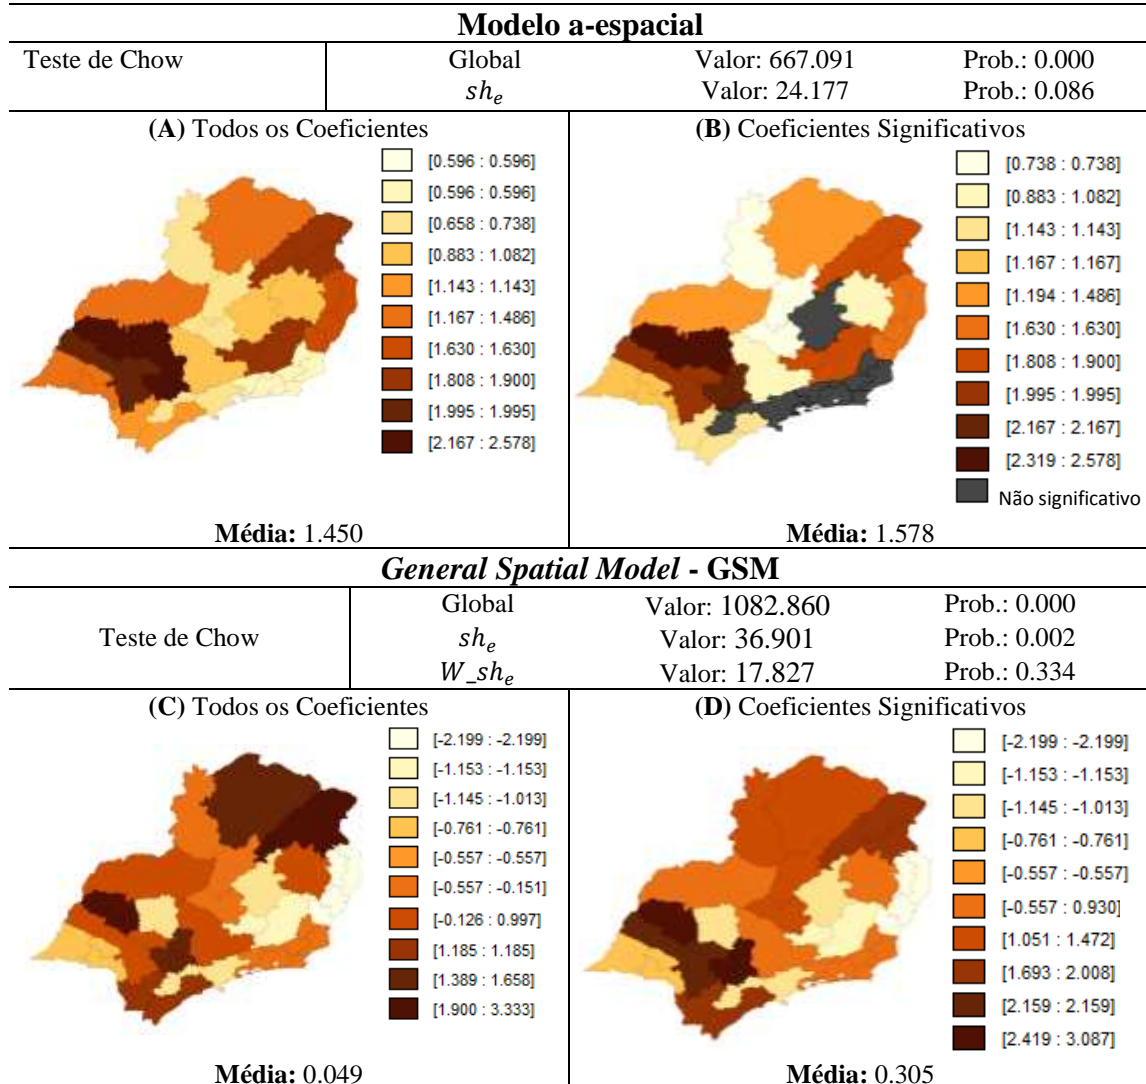 Modelo a-espacial
Teste de Chow Global Valor: 667.091 Prob.: 0.000
sh_e Valor: 24.177 Prob.: 0.086
(A) Todos os Coeficientes
[0.596 : 0.596]
[0.596 : 0.596]
[0.658 : 0.738]
[0.883 : 1.082]
[1.143 : 1.143]
[1.167 : 1.486]
[1.630 : 1.630]
[1.808 : 1.900]
[1.995 : 1.995]
[2.167 : 2.578]
Média: 1.450
(B) Coeficientes Significativos
[0.738 : 0.738]
[0.883 : 1.082]
[1.143 : 1.143]
[1.167 : 1.167]
[1.194 : 1.486]
[1.630 : 1.630]
[1.808 : 1.900]
[1.995 : 1.995]
[2.167 : 2.167]
[2.319 : 2.578]
Não significativo
Média: 1.578
General Spatial Model - GSM
Global Valor: 1082.860 Prob.: 0.000
Teste de Chow sh_e Valor: 36.901 Prob.: 0.002
W_sh_e Valor: 17.827 Prob.: 0.334
(C) Todos os Coeficientes
[-2.199 : -2.199]
[-1.153 : -1.153]
[-1.145 : -1.013]
[-0.761 : -0.761]
[-0.557 : -0.557]
[-0.557 : -0.151]
[-0.126 : 0.997]
[1.185 : 1.185]
[1.389 : 1.658]
[1.900 : 3.333]
Média: 0.049
(D) Coeficientes Significativos
[-2.199 : -2.199]
[-1.153 : -1.153]
[-1.145 : -1.013]
[-0.761 : -0.761]
[-0.557 : -0.557]
[-0.557 : 0.930]
[1.051 : 1.472]
[1.693 : 2.008]
[2.159 : 2.159]
[2.419 : 3.087]
Média: 0.305